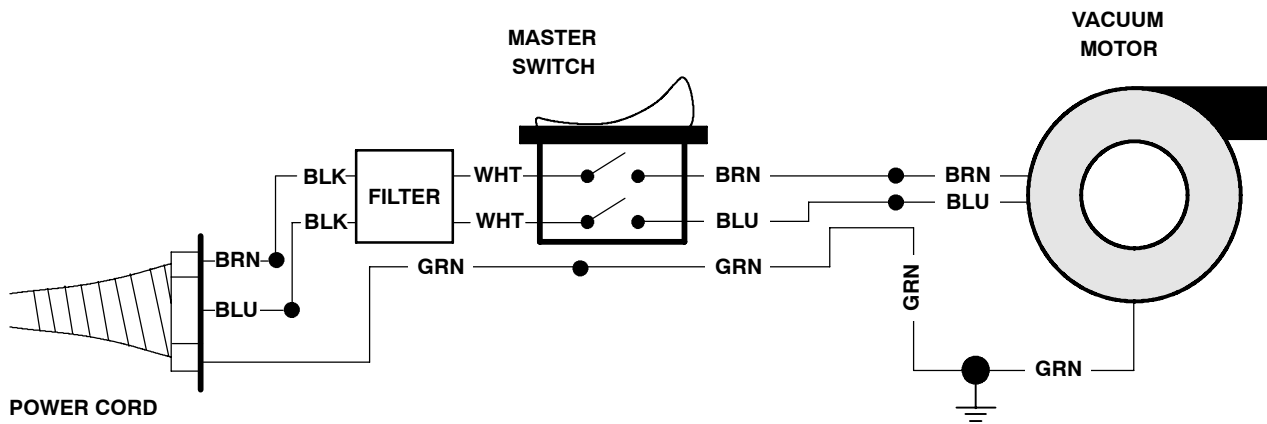 VACUUM
MOTOR
MASTER
SWITCH
BLK
FILTER
WHT
BRN
BRN
BLK
WHT
BLU
BLU
BRN
GRN
GRN
GRN
BLU
GRN
POWER CORD